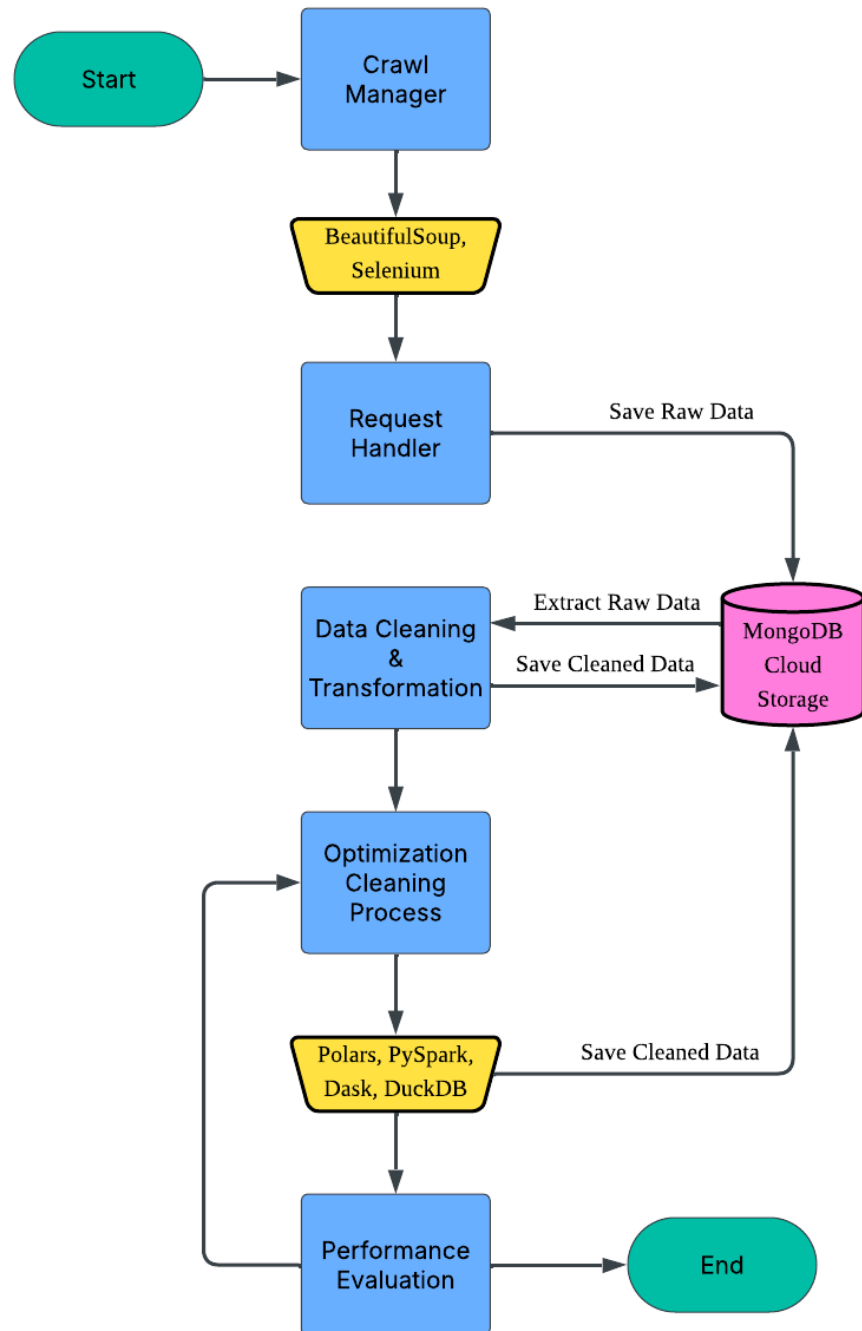 Start
Crawl
Manager
BeautifulSoup,
Selenium
Request
Handler
Save Raw Data
Data Cleaning
&
Transformation
Extract Raw Data
Save Cleaned Data
MongoDB
Cloud
Storage
Optimization
Cleaning
Process
Polars, PySpark,
Dask, DuckDB
Save Cleaned Data
Performance
Evaluation
End